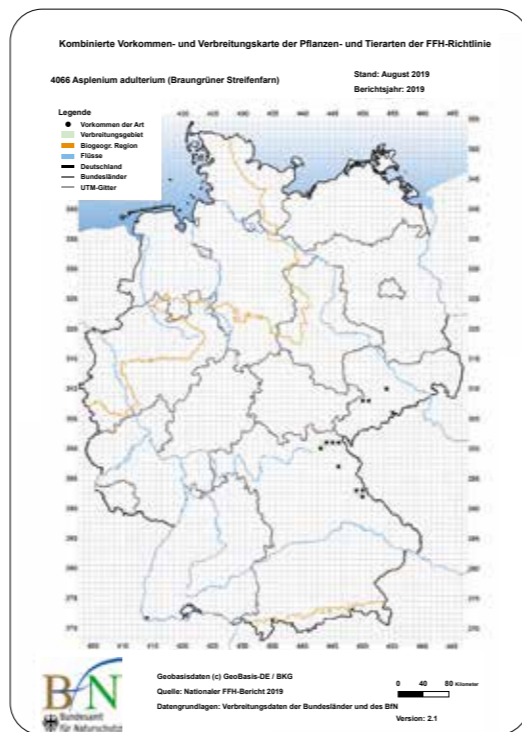 Kombinierte Vorkommen- und Verbreitungskarte der Pflanzen- und Tierarten der FFH-Richtlinie
4066 Asplenium adulterium (Braungrüner Streifenfarn)
Stand: August 2019
Berichtsjahr: 2019
Legende
Vorkommen der Art
Verbreitungsgebiet
Biogeogr. Region
Flüsse
Deutschland
Bundesländer
UTM-Gitter
BfN
Bundesamt
für Naturschutz
Geobasisdaten (c) GeoBasis-DE / BKG
Quelle: Nationaler FFH-Bericht 2019
Datengrundlagen: Verbreitungsdaten der Bundesländer und des BfN
0 40 80 Kilometer
Version: 2.1